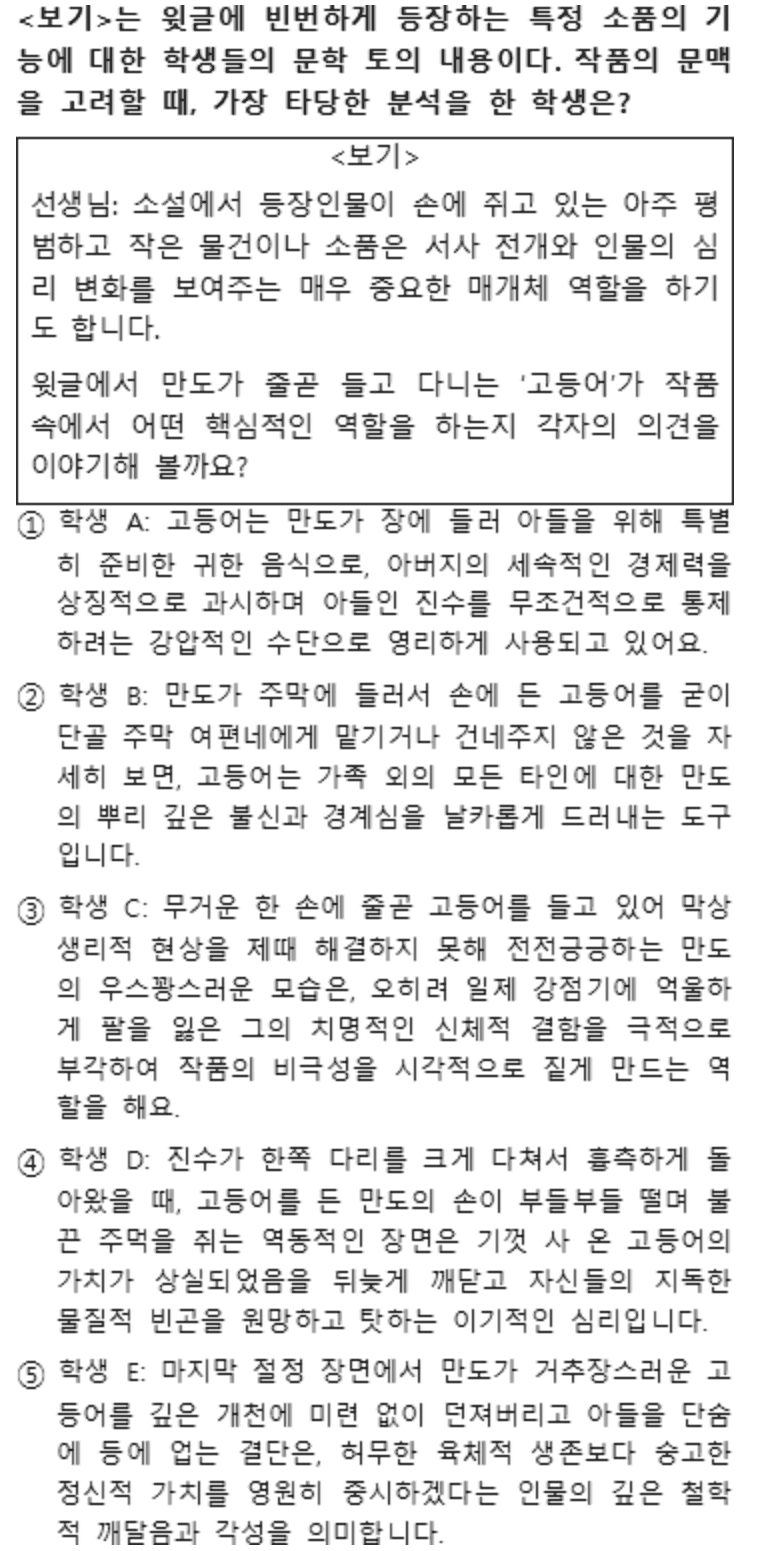 <보기>는 윗글에 빈번하게 등장하는 특정 소품의 기
능에 대한 학생들의 문학 토의 내용이다. 작품의 문맥
을 고려할 때, 가장 타당한 분석을 한 학생은?
<보기>
선생님: 소설에서 등장인물이 손에 쥐고 있는 아주 평
범하고 작은 물건이나 소품은 서사 전개와 인물의 심
리 변화를 보여주는 매우 중요한 매개체 역할을 하기
도 합니다.
윗글에서 만도가 줄곧 들고 다니는 '고등어'가 작품
속에서 어떤 핵심적인 역할을 하는지 각자의 의견을
이야기해 볼까요?
① 학생 A: 고등어는 만도가 장에 들러 아들을 위해 특별
히 준비한 귀한 음식으로, 아버지의 세속적인 경제력을
상징적으로 과시하며 아들인 진수를 무조건적으로 통제
하려는 강압적인 수단으로 영리하게 사용되고 있어요.
② 학생 B: 만도가 주막에 들러서 손에 든 고등어를 굳이
단골 주막 여편네에게 맡기거나 건네주지 않은 것을 자
세히 보면, 고등어는 가족 외의 모든 타인에 대한 만도
의 뿌리 깊은 불신과 경계심을 날카롭게 드러내는 도구
입니다.
③ 학생 C: 무거운 한 손에 줄곧 고등어를 들고 있어 막상
생리적 현상을 제때 해결하지 못해 전전긍긍하는 만도
의 우스꽝스러운 모습은, 오히려 일제 강점기에 억울하
게 팔을 잃은 그의 치명적인 신체적 결함을 극적으로
부각하여 작품의 비극성을 시각적으로 짙게 만드는 역
할을 해요.
④ 학생 D: 진수가 한쪽 다리를 크게 다쳐서 흉측하게 돌
아왔을 때, 고등어를 든 만도의 손이 부들부들 떨며 불
끈 주먹을 쥐는 역동적인 장면은 기껏 사 온 고등어의
가치가 상실되었음을 뒤늦게 깨닫고 자신들의 지독한
물질적 빈곤을 원망하고 탓하는 이기적인 심리입니다.
⑤ 학생 E: 마지막 절정 장면에서 만도가 거추장스러운 고
등어를 깊은 개천에 미련 없이 던져버리고 아들을 단숨
에 등에 업는 결단은, 허무한 육체적 생존보다 숭고한
정신적 가치를 영원히 중시하겠다는 인물의 깊은 철학
적 깨달음과 각성을 의미합니다.